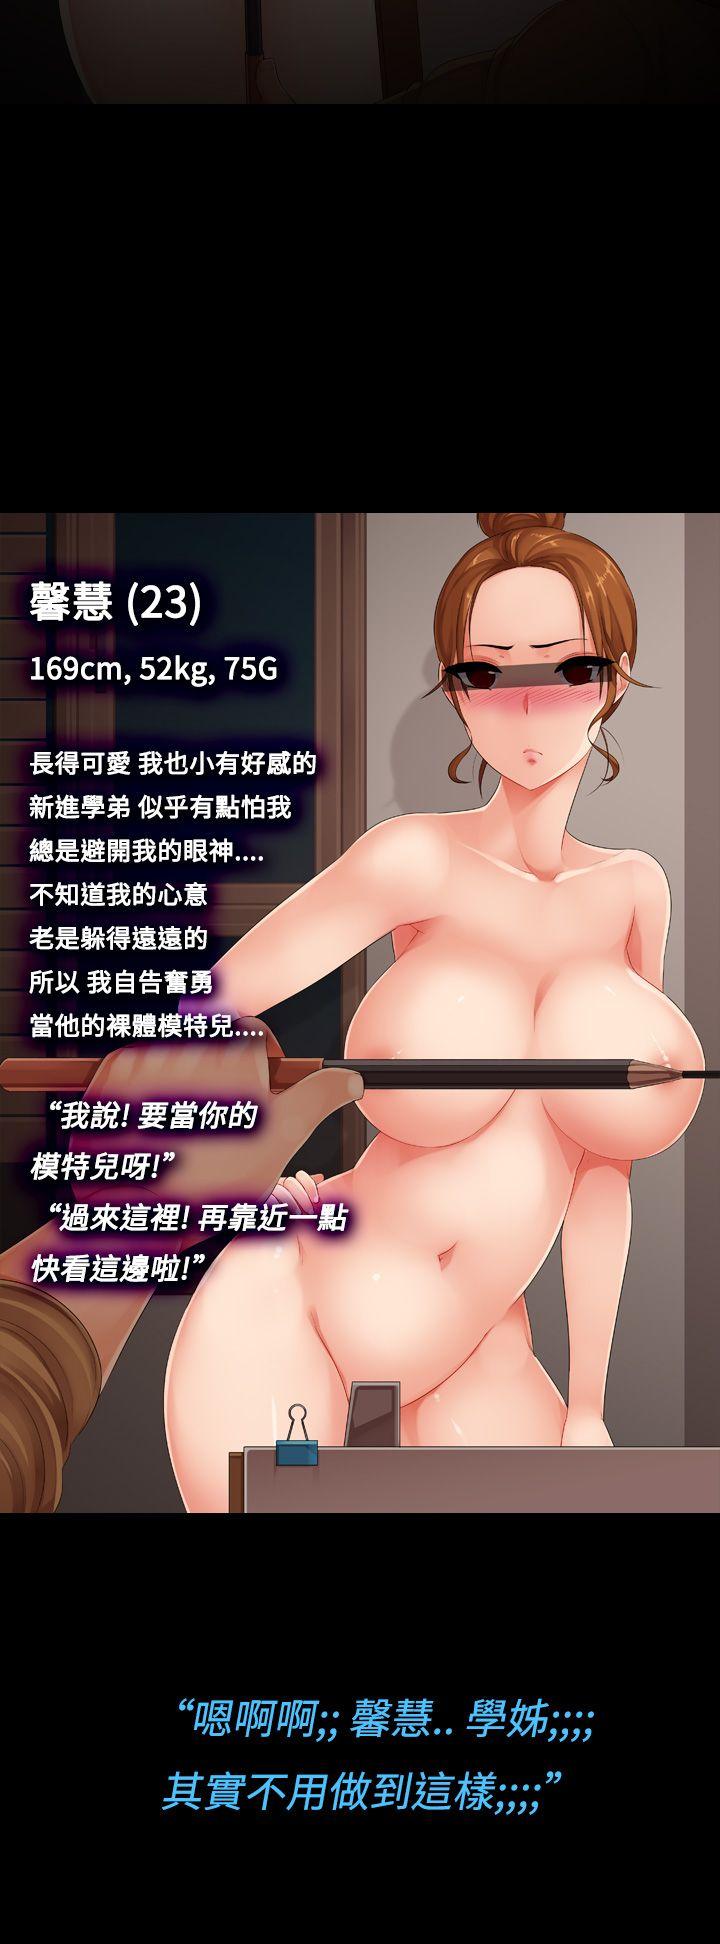 馨慧 (23)
169cm, 52kg, 75G
長得可愛 我也小有好感的
新進學弟 似乎有點怕我
總是避開我的眼神....
不知道我的心意
老是躲得遠遠的
所以 我自告奮勇
當他的裸體模特兒....
“我說! 要當你的
模特兒呀!”
“過來這裡! 再靠近一點
快看這邊啦!”
“嗯啊啊;; 馨慧.. 學姊;;;;
其實不用做到這樣;;;;”